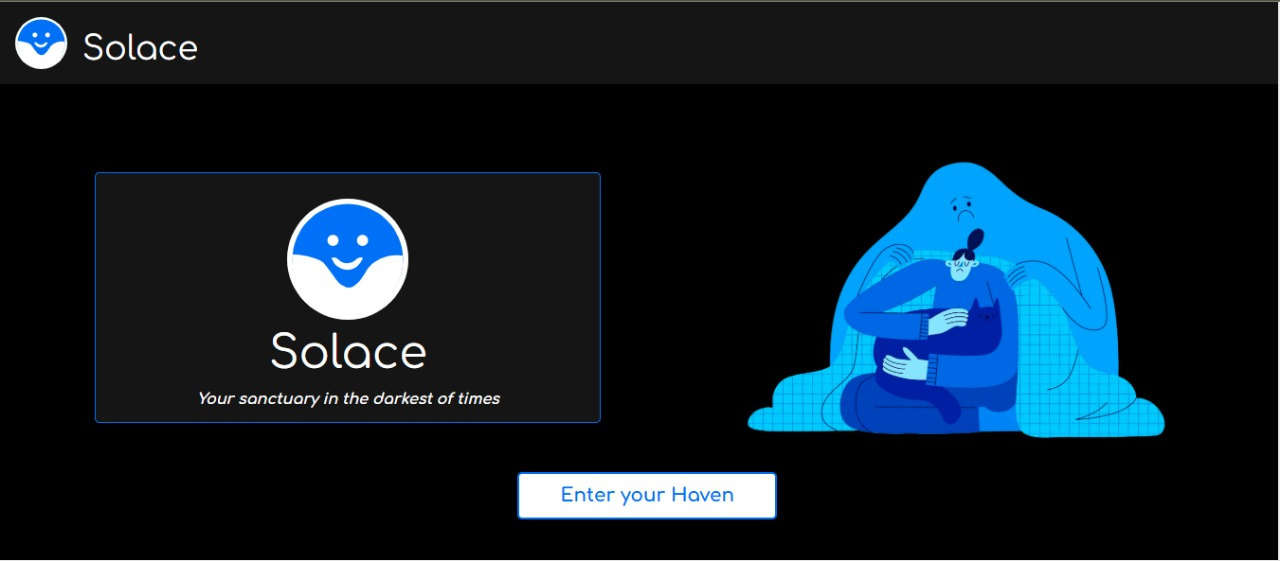 Solace
Solace
Your sanctuary in the darkest of times
Enter your Haven